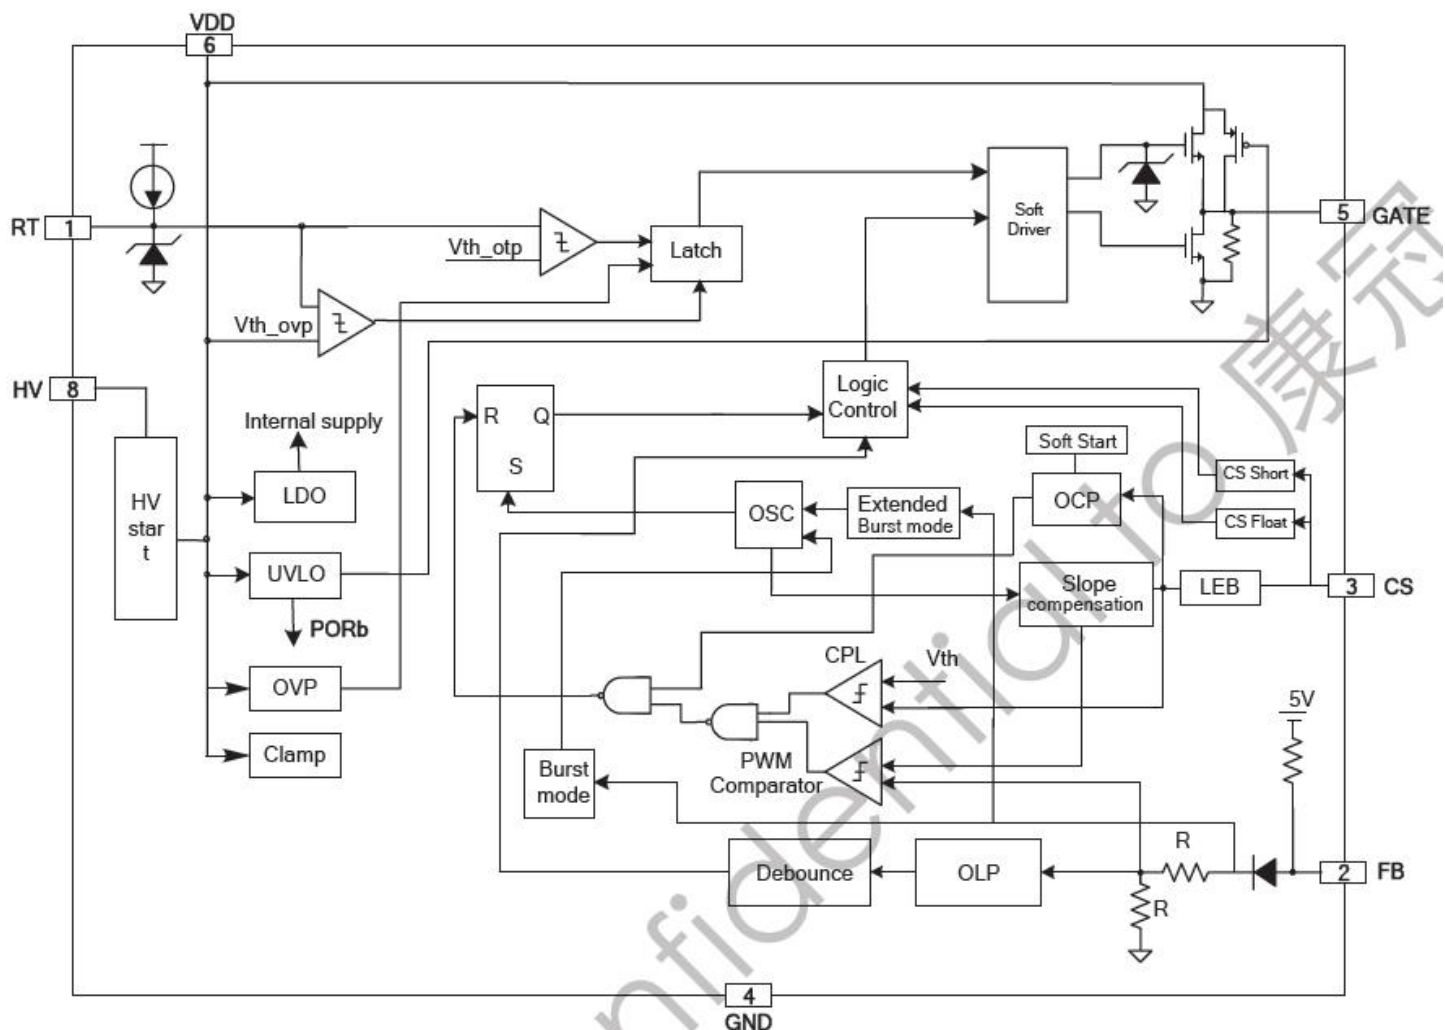 VDD
6
RT
1
Vth_otp
Latch
Soft
Driver
5
GATE
Vth_ovp
HV
8
R
Q
S
Logic
Control
Internal supply
LDO
HV
star
t
Soft Start
OCP
CS Short
CS Float
OSC
Extended
Burst mode
UVLO
PORb
Slope
compensation
LEB
3
CS
CPL
Vth
OVP
Clamp
PWM
Comparator
Burst
mode
5V
R
R
Debounce
OLP
2
FB
4
GND
nfidential to 康冠